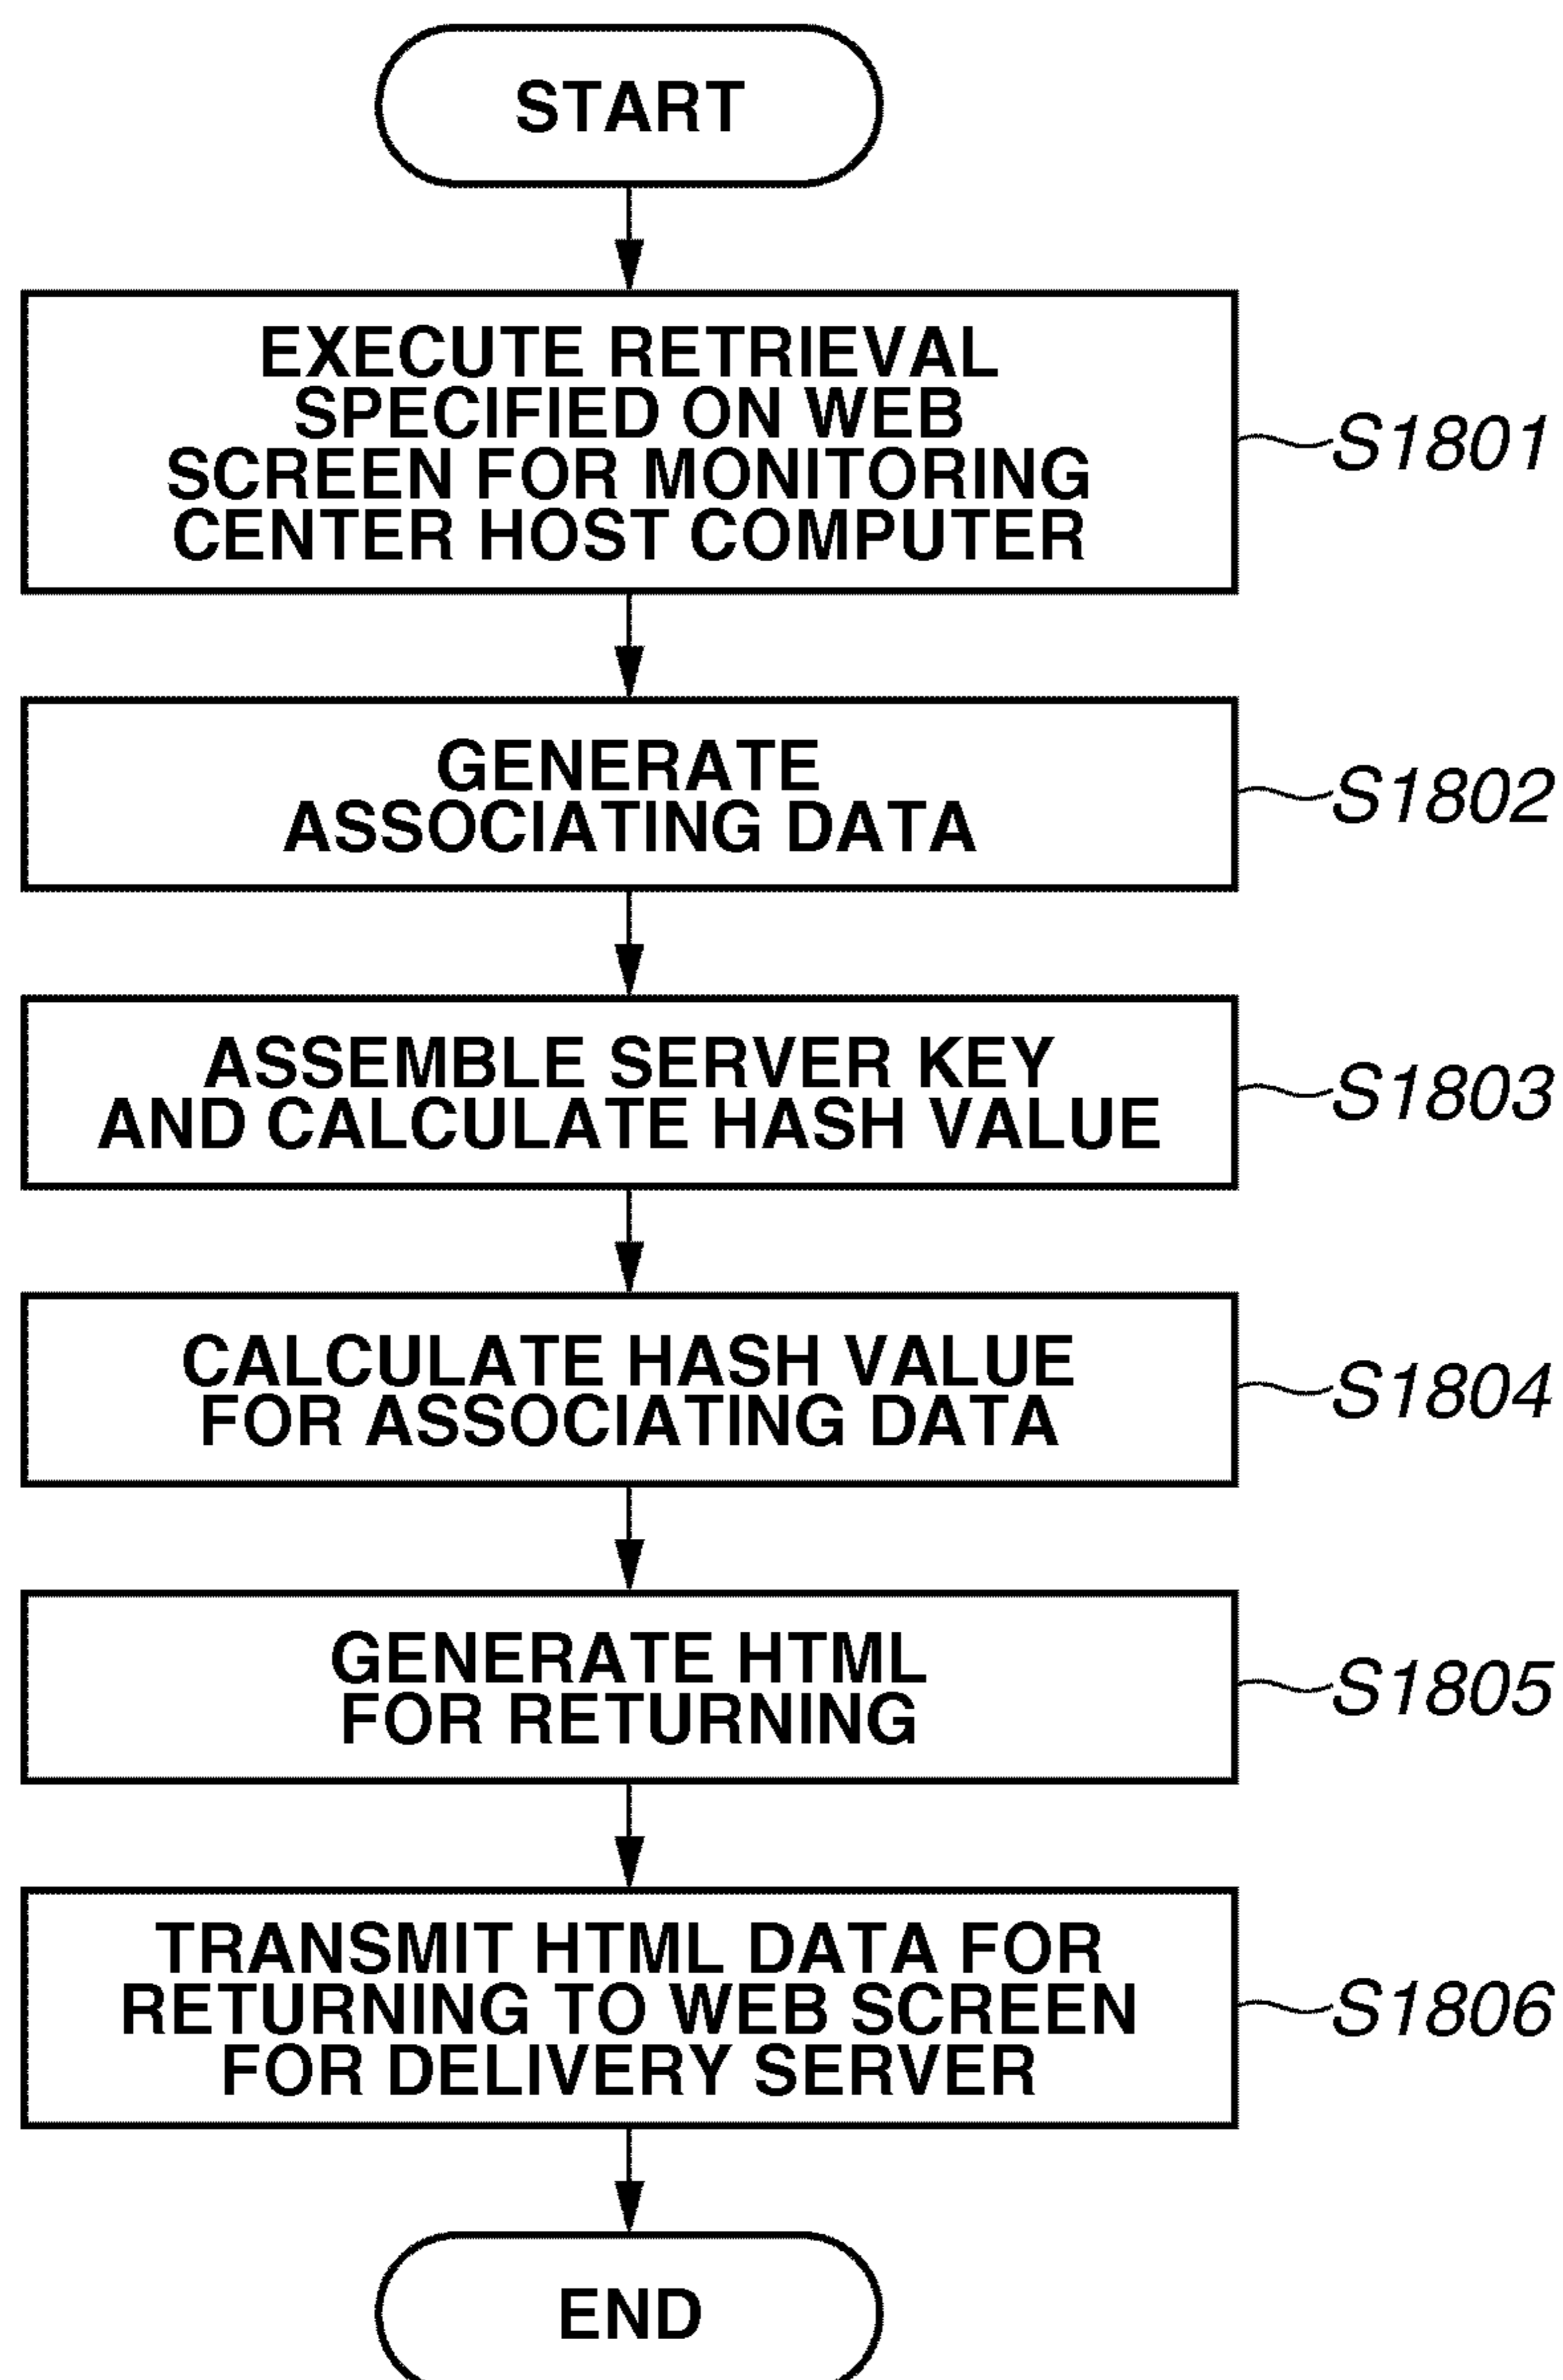 START
EXECUTE RETRIEVAL
SPECIFIED ON WEB
SCREEN FOR MONITORING
CENTER HOST COMPUTER
S1801
GENERATE
ASSOCIATING DATA
S1802
ASSEMBLE SERVER KEY
AND CALCULATE HASH VALUE
S1803
CALCULATE HASH VALUE
FOR ASSOCIATING DATA
S1804
GENERATE HTML
FOR RETURNING
S1805
TRANSMIT HTML DATA FOR
RETURNING TO WEB SCREEN
FOR DELIVERY SERVER
S1806
END